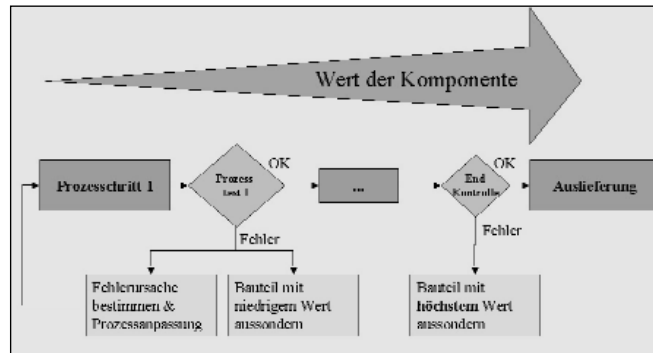 Wert der Komponente
OK
OK
Prozesschritt 1
Prozess
test 1
...
End
Kontrolle
Auslieferung
Fehler
Fehler
Fehlerursache
bestimmen &
Prozessanpassung
Bauteil mit
niedrigem Wert
aussondern
Bauteil mit
höchstem Wert
aussondern